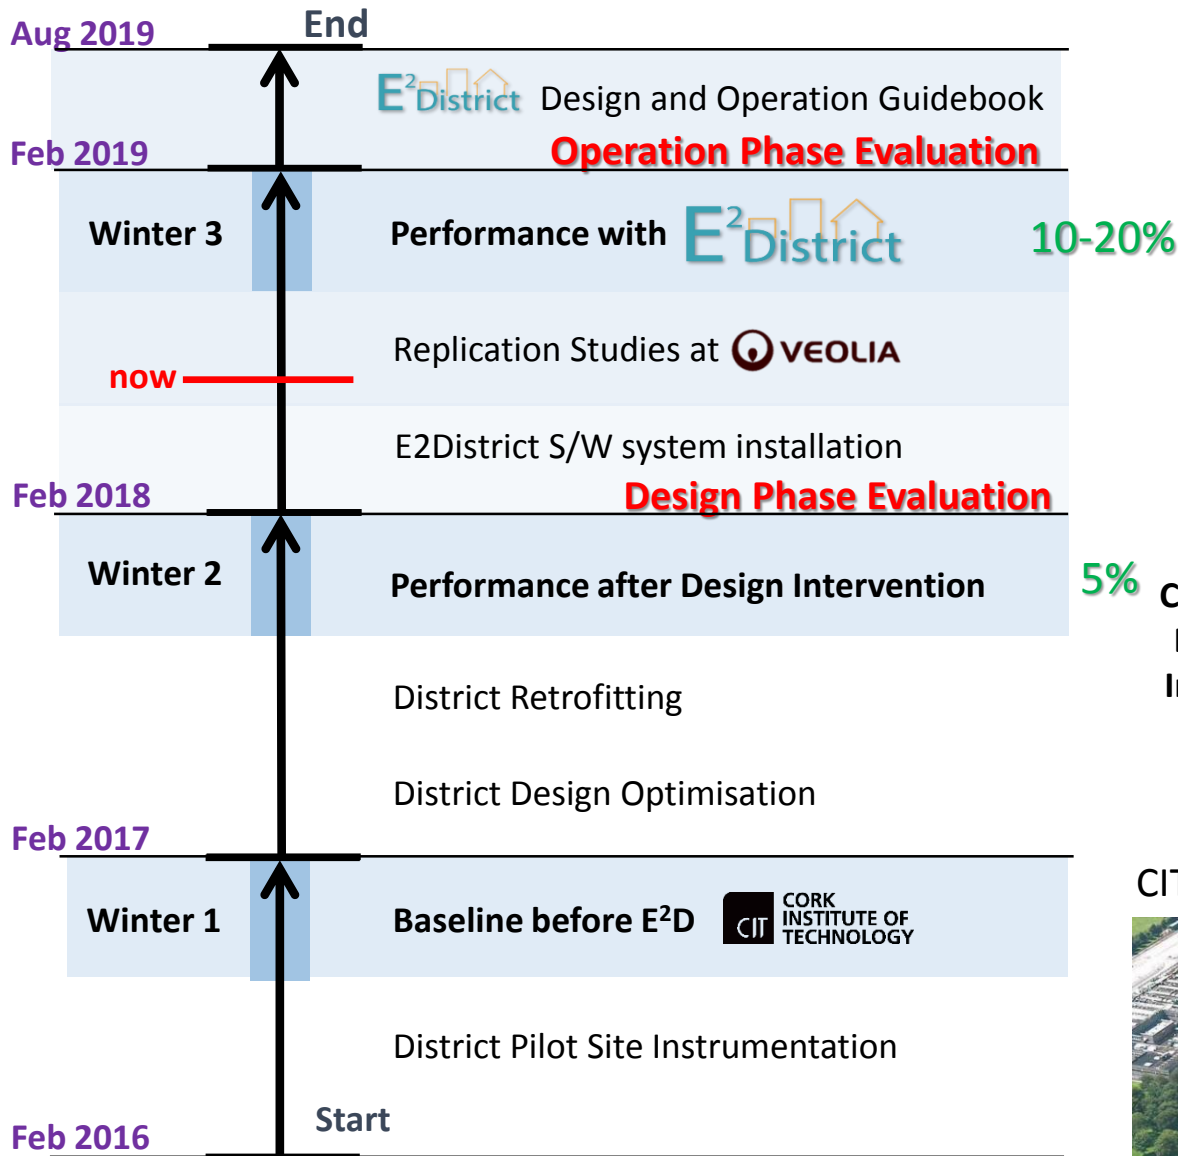 Aug 2019
End
E²District Design and Operation Guidebook
Feb 2019
Operation Phase Evaluation
Winter 3
Performance with E²District
10-20%
Replication Studies at VEOLIA
now
E2District S/W system installation
Feb 2018
Design Phase Evaluation
Winter 2
Performance after Design Intervention
5%
District Retrofitting
District Design Optimisation
Feb 2017
CIT
Winter 1
Baseline before E²D
CIT
CORK
INSTITUTE OF
TECHNOLOGY
District Pilot Site Instrumentation
Start
Feb 2016